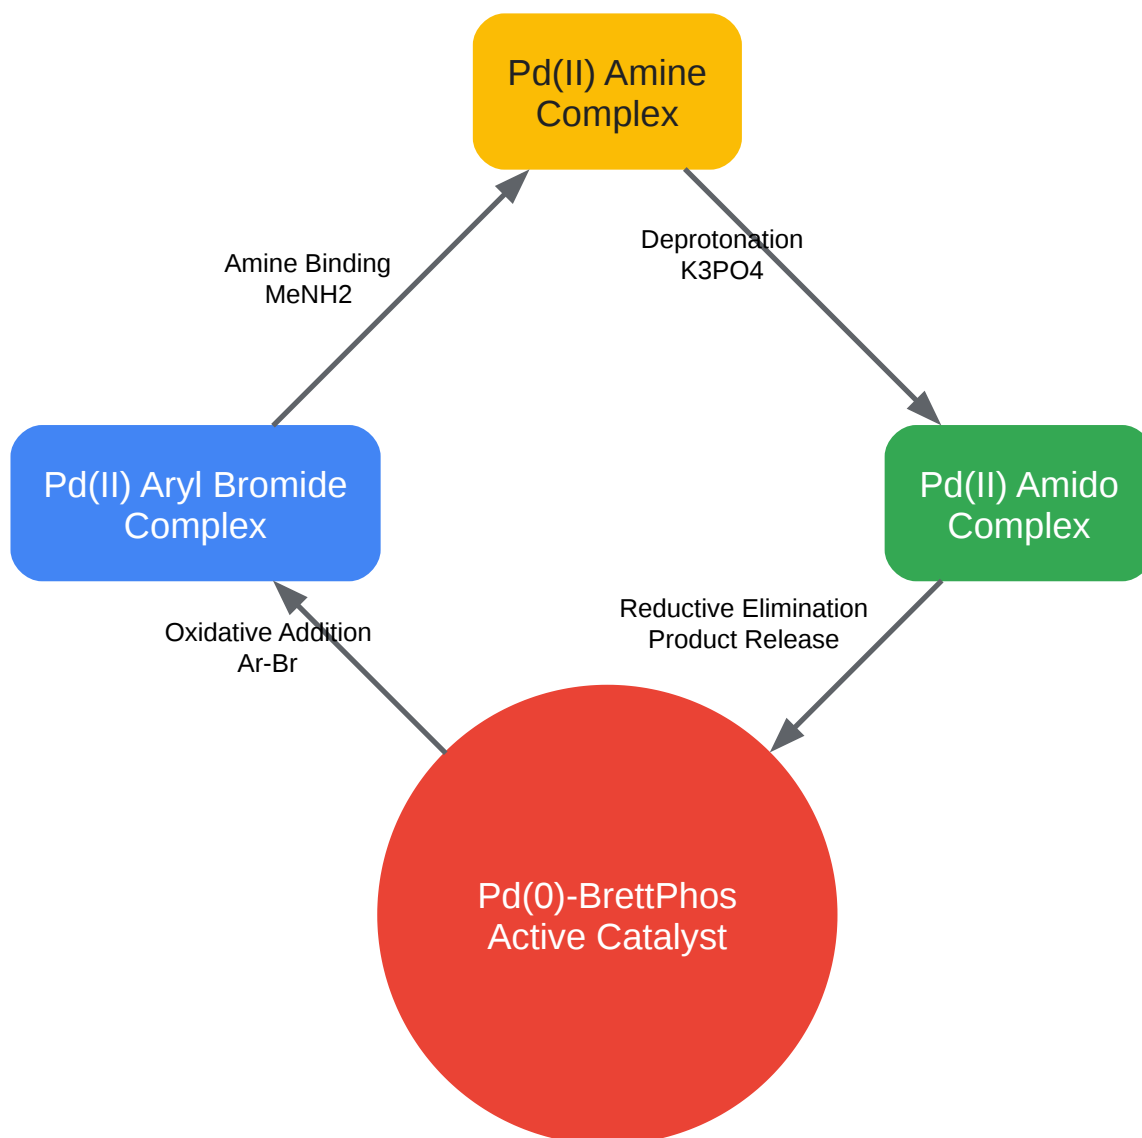 Pd(II) Amine
Complex
Deprotonation
K3PO4
Amine Binding
MeNH2
Pd(II) Aryl Bromide
Complex
Pd(II) Amido
Complex
Reductive Elimination
Product Release
Oxidative Addition
Ar-Br
Pd(0)-BrettPhos
Active Catalyst